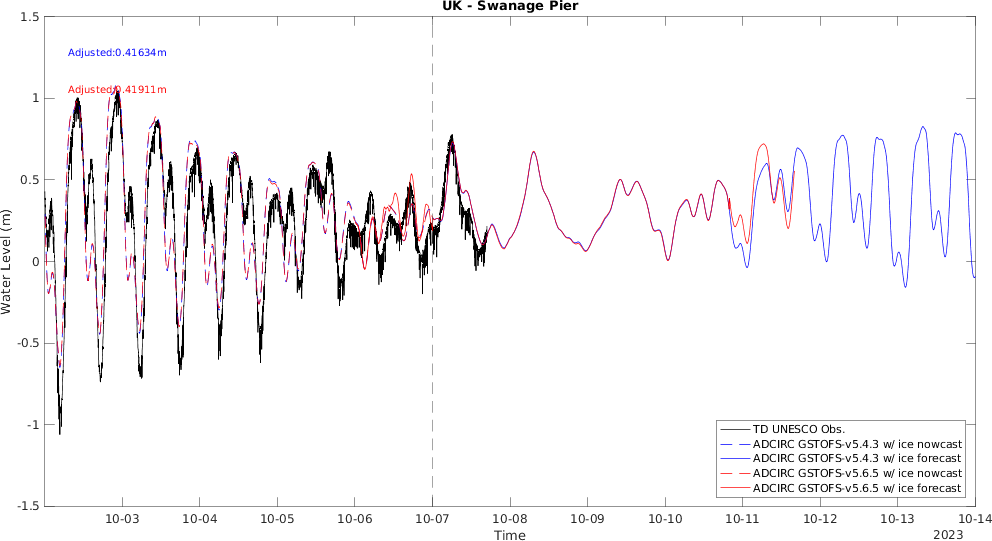 UK - Swanage Pier
1.5
Adjusted:0.41634m
1
Adjusted:0.41911m
0.5
Water Level (m)
0
-0.5
-1
-1.5
TD UNESCO Obs.
ADCIRC GSTOFS-v5.4.3 w/ ice nowcast
ADCIRC GSTOFS-v5.4.3 w/ ice forecast
ADCIRC GSTOFS-v5.6.5 w/ ice nowcast
ADCIRC GSTOFS-v5.6.5 w/ ice forecast
10-03 10-04 10-05 10-06 10-07 10-08 10-09 10-10 10-11 10-12 10-13 10-14
Time
2023